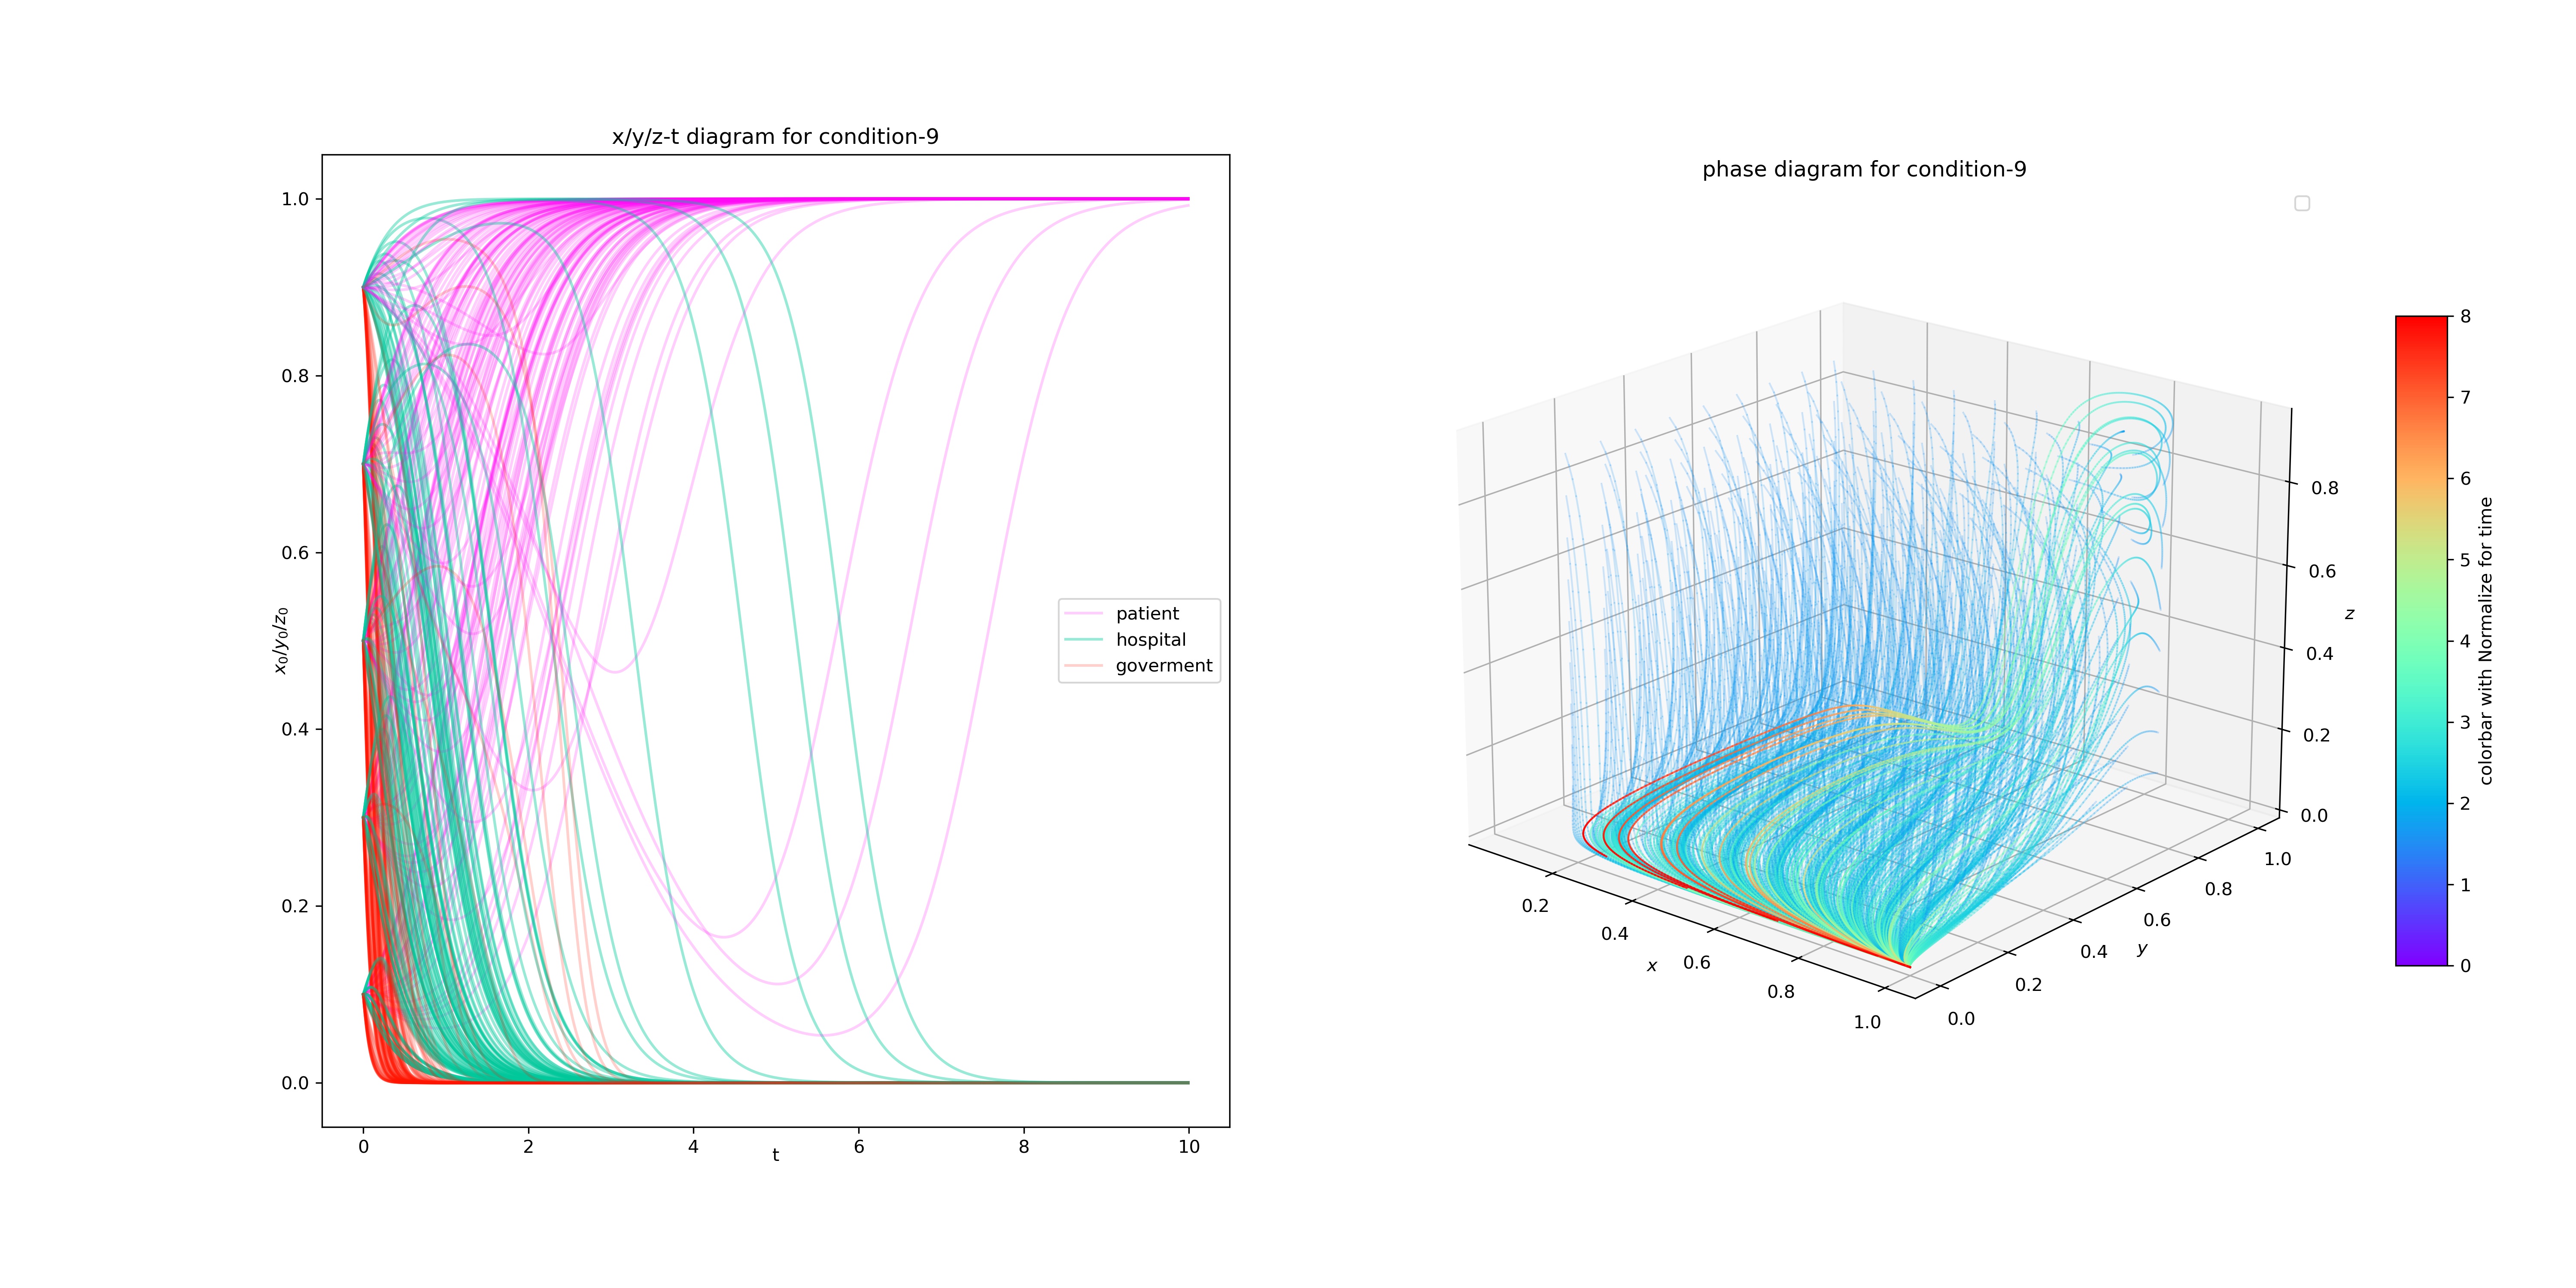 x/y/z-t diagram for condition-9
1.0
0.8
0.6
0.4
0.2
0.0
x₀/y₀/z₀
0 2 4 6 8 10
t
patient
hospital
goverment
phase diagram for condition-9
0.2
0.4
0.6
0.8
1.0
x
0.0
0.2
0.4
0.6
0.8
1.0
y
0.8
0.6
0.4
0.2
0.0
z
8
7
6
5
4
3
2
1
0
colorbar with Normalize for time